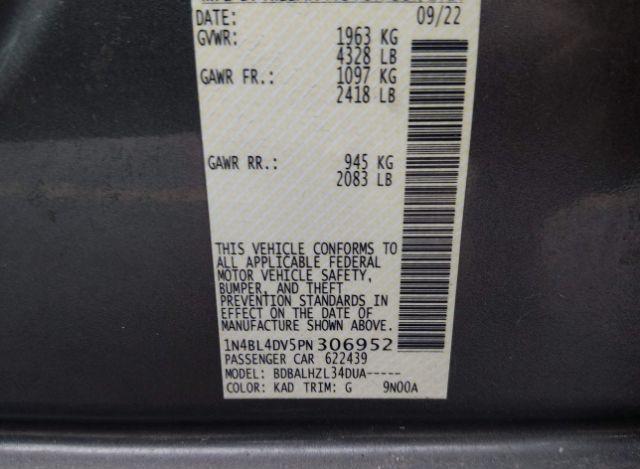 DATE: 09/22
GVWR: 1963 KG
4328 LB
GAWR FR.: 1097 KG
2418 LB
GAWR RR.: 945 KG
2083 LB
THIS VEHICLE CONFORMS TO
ALL APPLICABLE FEDERAL
MOTOR VEHICLE SAFETY,
BUMPER, AND THEFT
PREVENTION STANDARDS IN
EFFECT ON THE DATE OF
MANUFACTURE SHOWN ABOVE.
1N4BL4DV5PN306952
PASSENGER CAR 622439
MODEL: BDBALHZL34DUA-----
COLOR: KAD TRIM: G 9N00A